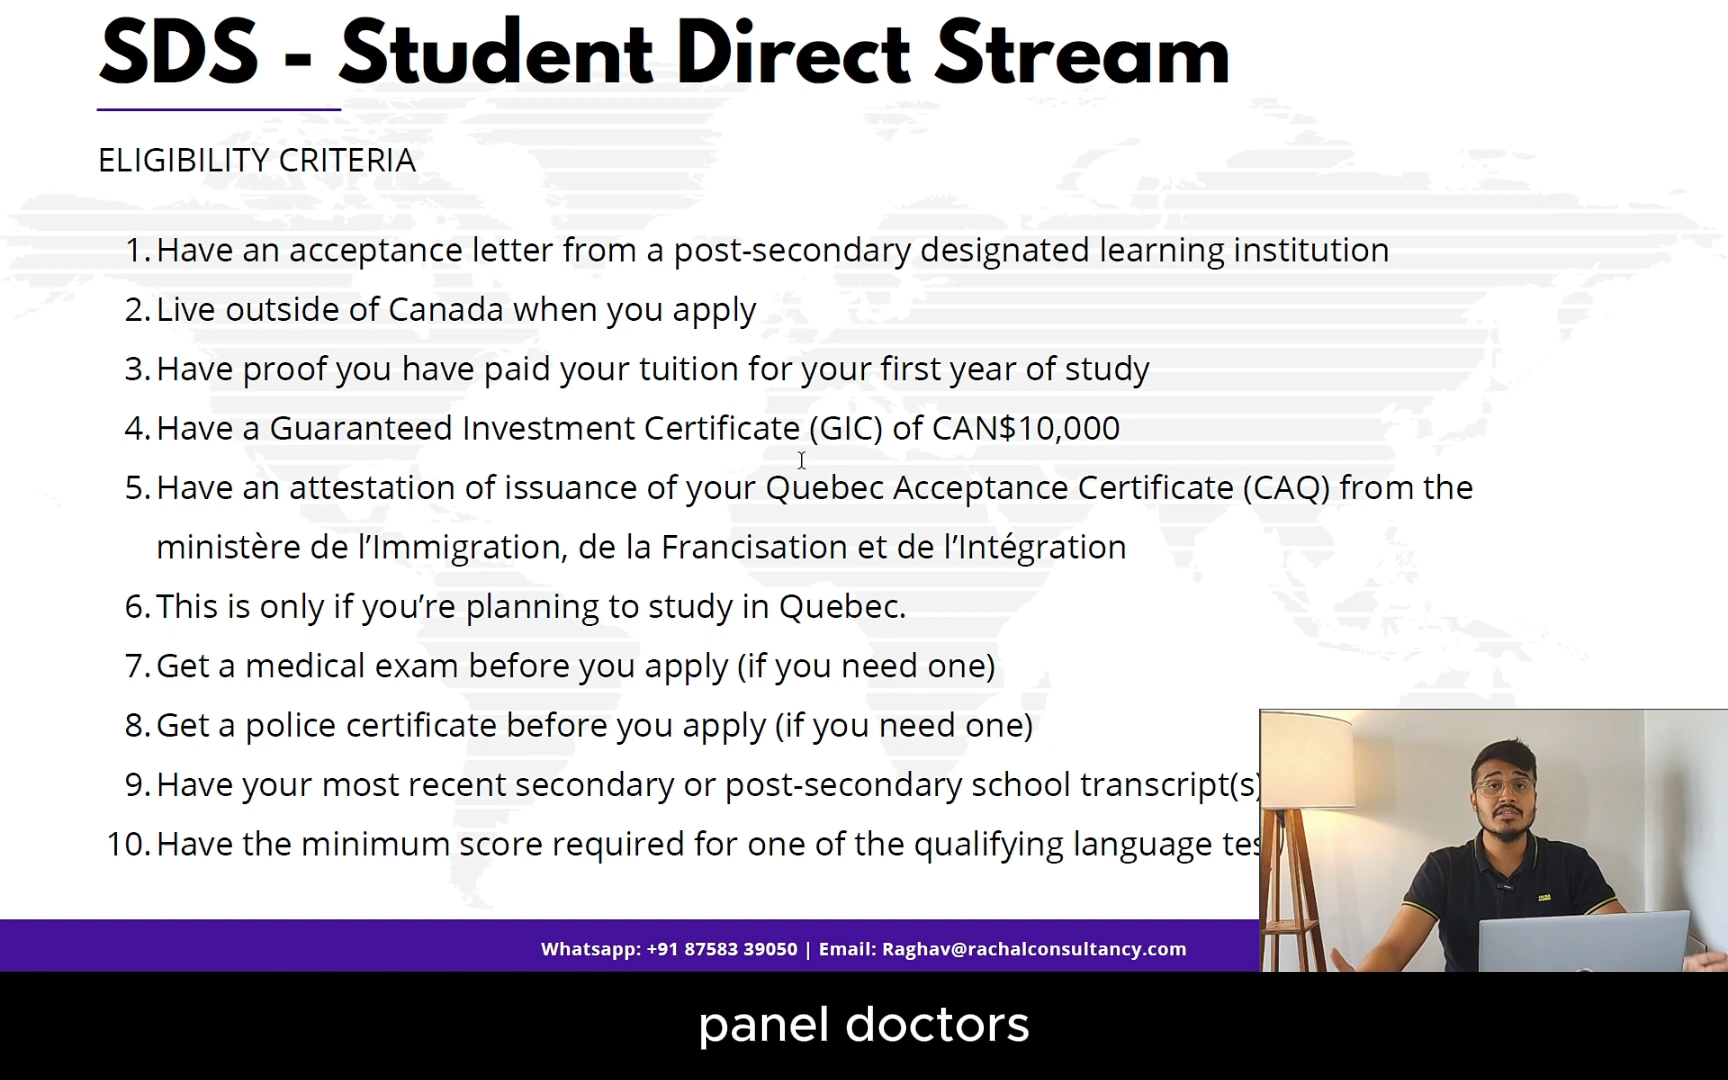 SDS - Student Direct Stream
ELIGIBILITY CRITERIA
1. Have an acceptance letter from a post-secondary designated learning institution
2. Live outside of Canada when you apply
3. Have proof you have paid your tuition for your first year of study
4. Have a Guaranteed Investment Certificate (GIC) of CAN$10,000
5. Have an attestation of issuance of your Quebec Acceptance Certificate (CAQ) from the
ministère de l’Immigration, de la Francisation et de l’Intégration
6. This is only if you’re planning to study in Quebec.
7. Get a medical exam before you apply (if you need one)
8. Get a police certificate before you apply (if you need one)
9. Have your most recent secondary or post-secondary school transcript(s)
10. Have the minimum score required for one of the qualifying language
Whatsapp: +91 87583 39050 | Email: Raghav@rachalconsultancy.com
panel doctors